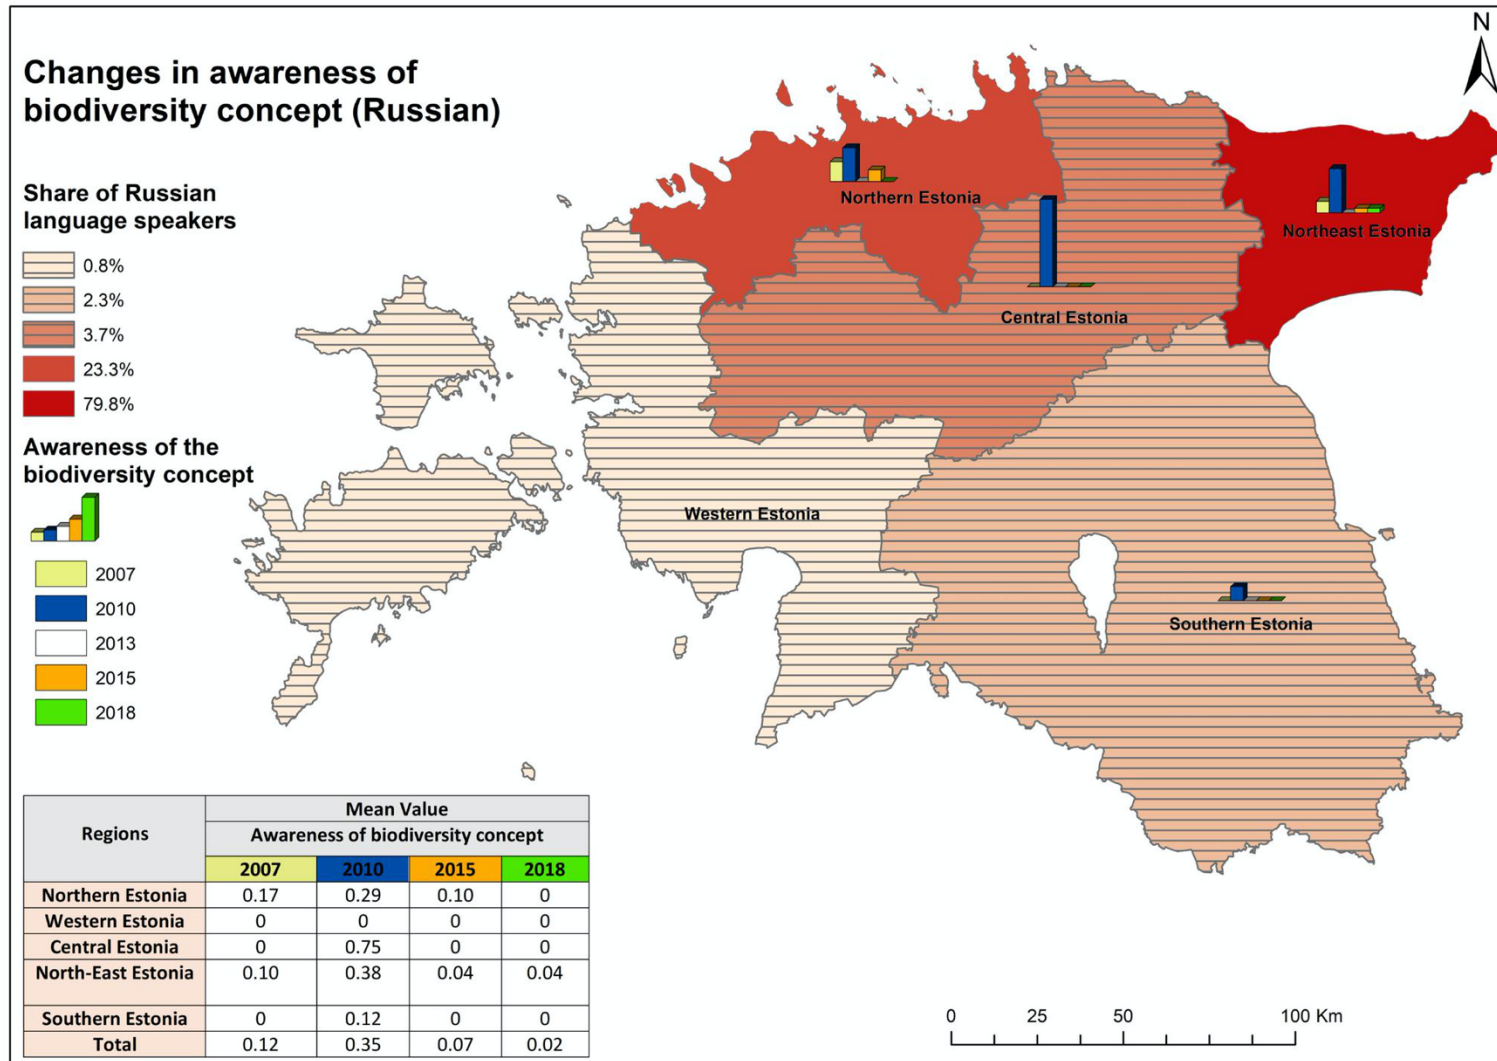 Changes in awareness of
biodiversity concept (Russian)
N
Share of Russian
language speakers
0.8%
2.3%
3.7%
23.3%
79.8%
Awareness of the
biodiversity concept
2007
2010
2013
2015
2018
Northern Estonia
Northeast Estonia
Central Estonia
Western Estonia
Southern Estonia
Regions
Mean Value
Awareness of biodiversity concept
2007 2010 2015 2018
Northern Estonia 0.17 0.29 0.10 0
Western Estonia 0 0 0 0
Central Estonia 0 0.75 0 0
North-East Estonia 0.10 0.38 0.04 0.04
Southern Estonia 0 0.12 0 0
Total 0.12 0.35 0.07 0.02
0 25 50 100 Km